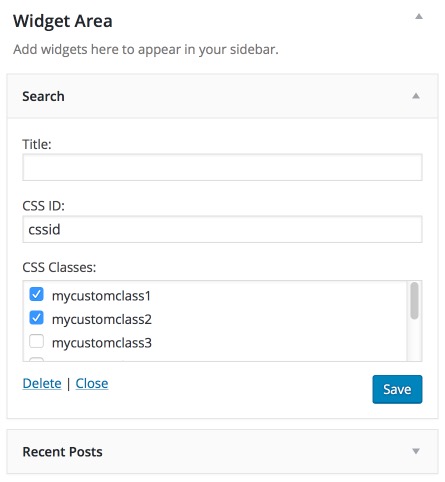 Widget Area
Add widgets here to appear in your sidebar.
Search
Title:
CSS ID:
cssid
CSS Classes:
mycustomclass1
mycustomclass2
mycustomclass3
Delete | Close
Save
Recent Posts